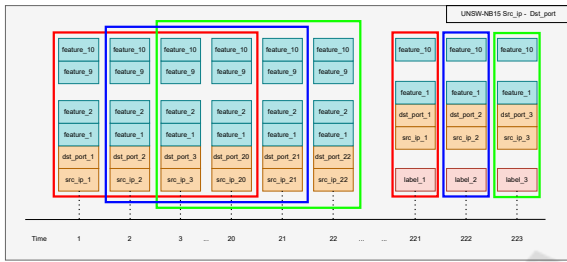 UNSW-NB15 Src_ip - Dst_port
feature_10 feature_10 feature_10 feature_10 feature_10 feature_10 feature_10 feature_10 feature_10
feature_9 feature_9 feature_9 feature_9 feature_9 feature_9
feature_1 feature_1 feature_1
feature_2 feature_2 feature_2 feature_2 feature_2 feature_2
dst_port_1 dst_port_2 dst_port_3
feature_1 feature_1 feature_1 feature_1 feature_1 feature_1
src_ip_1 src_ip_2 src_ip_3
dst_port_1 dst_port_2 dst_port_3 dst_port_20 dst_port_21 dst_port_22
src_ip_1 src_ip_2 src_ip_3 src_ip_20 src_ip_21 src_ip_22 label_1 label_2 label_3
Time 1 2 3 ... 20 21 22 ... ... 221 222 223